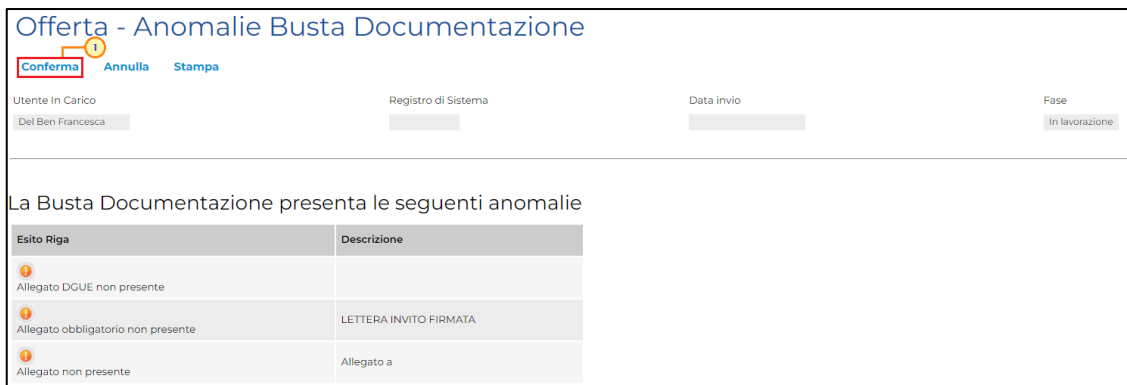 Offerta - Anomalie Busta Documentazione
1
Conferma Annulla Stampa
Utente In Carico Registro di Sistema Data invio Fase
Del Ben Francesca In lavorazione
La Busta Documentazione presenta le seguenti anomalie
Esito Riga Descrizione
Allegato DGUE non presente
Allegato obbligatorio non presente LETTERA INVITO FIRMATA
Allegato non presente Allegato a